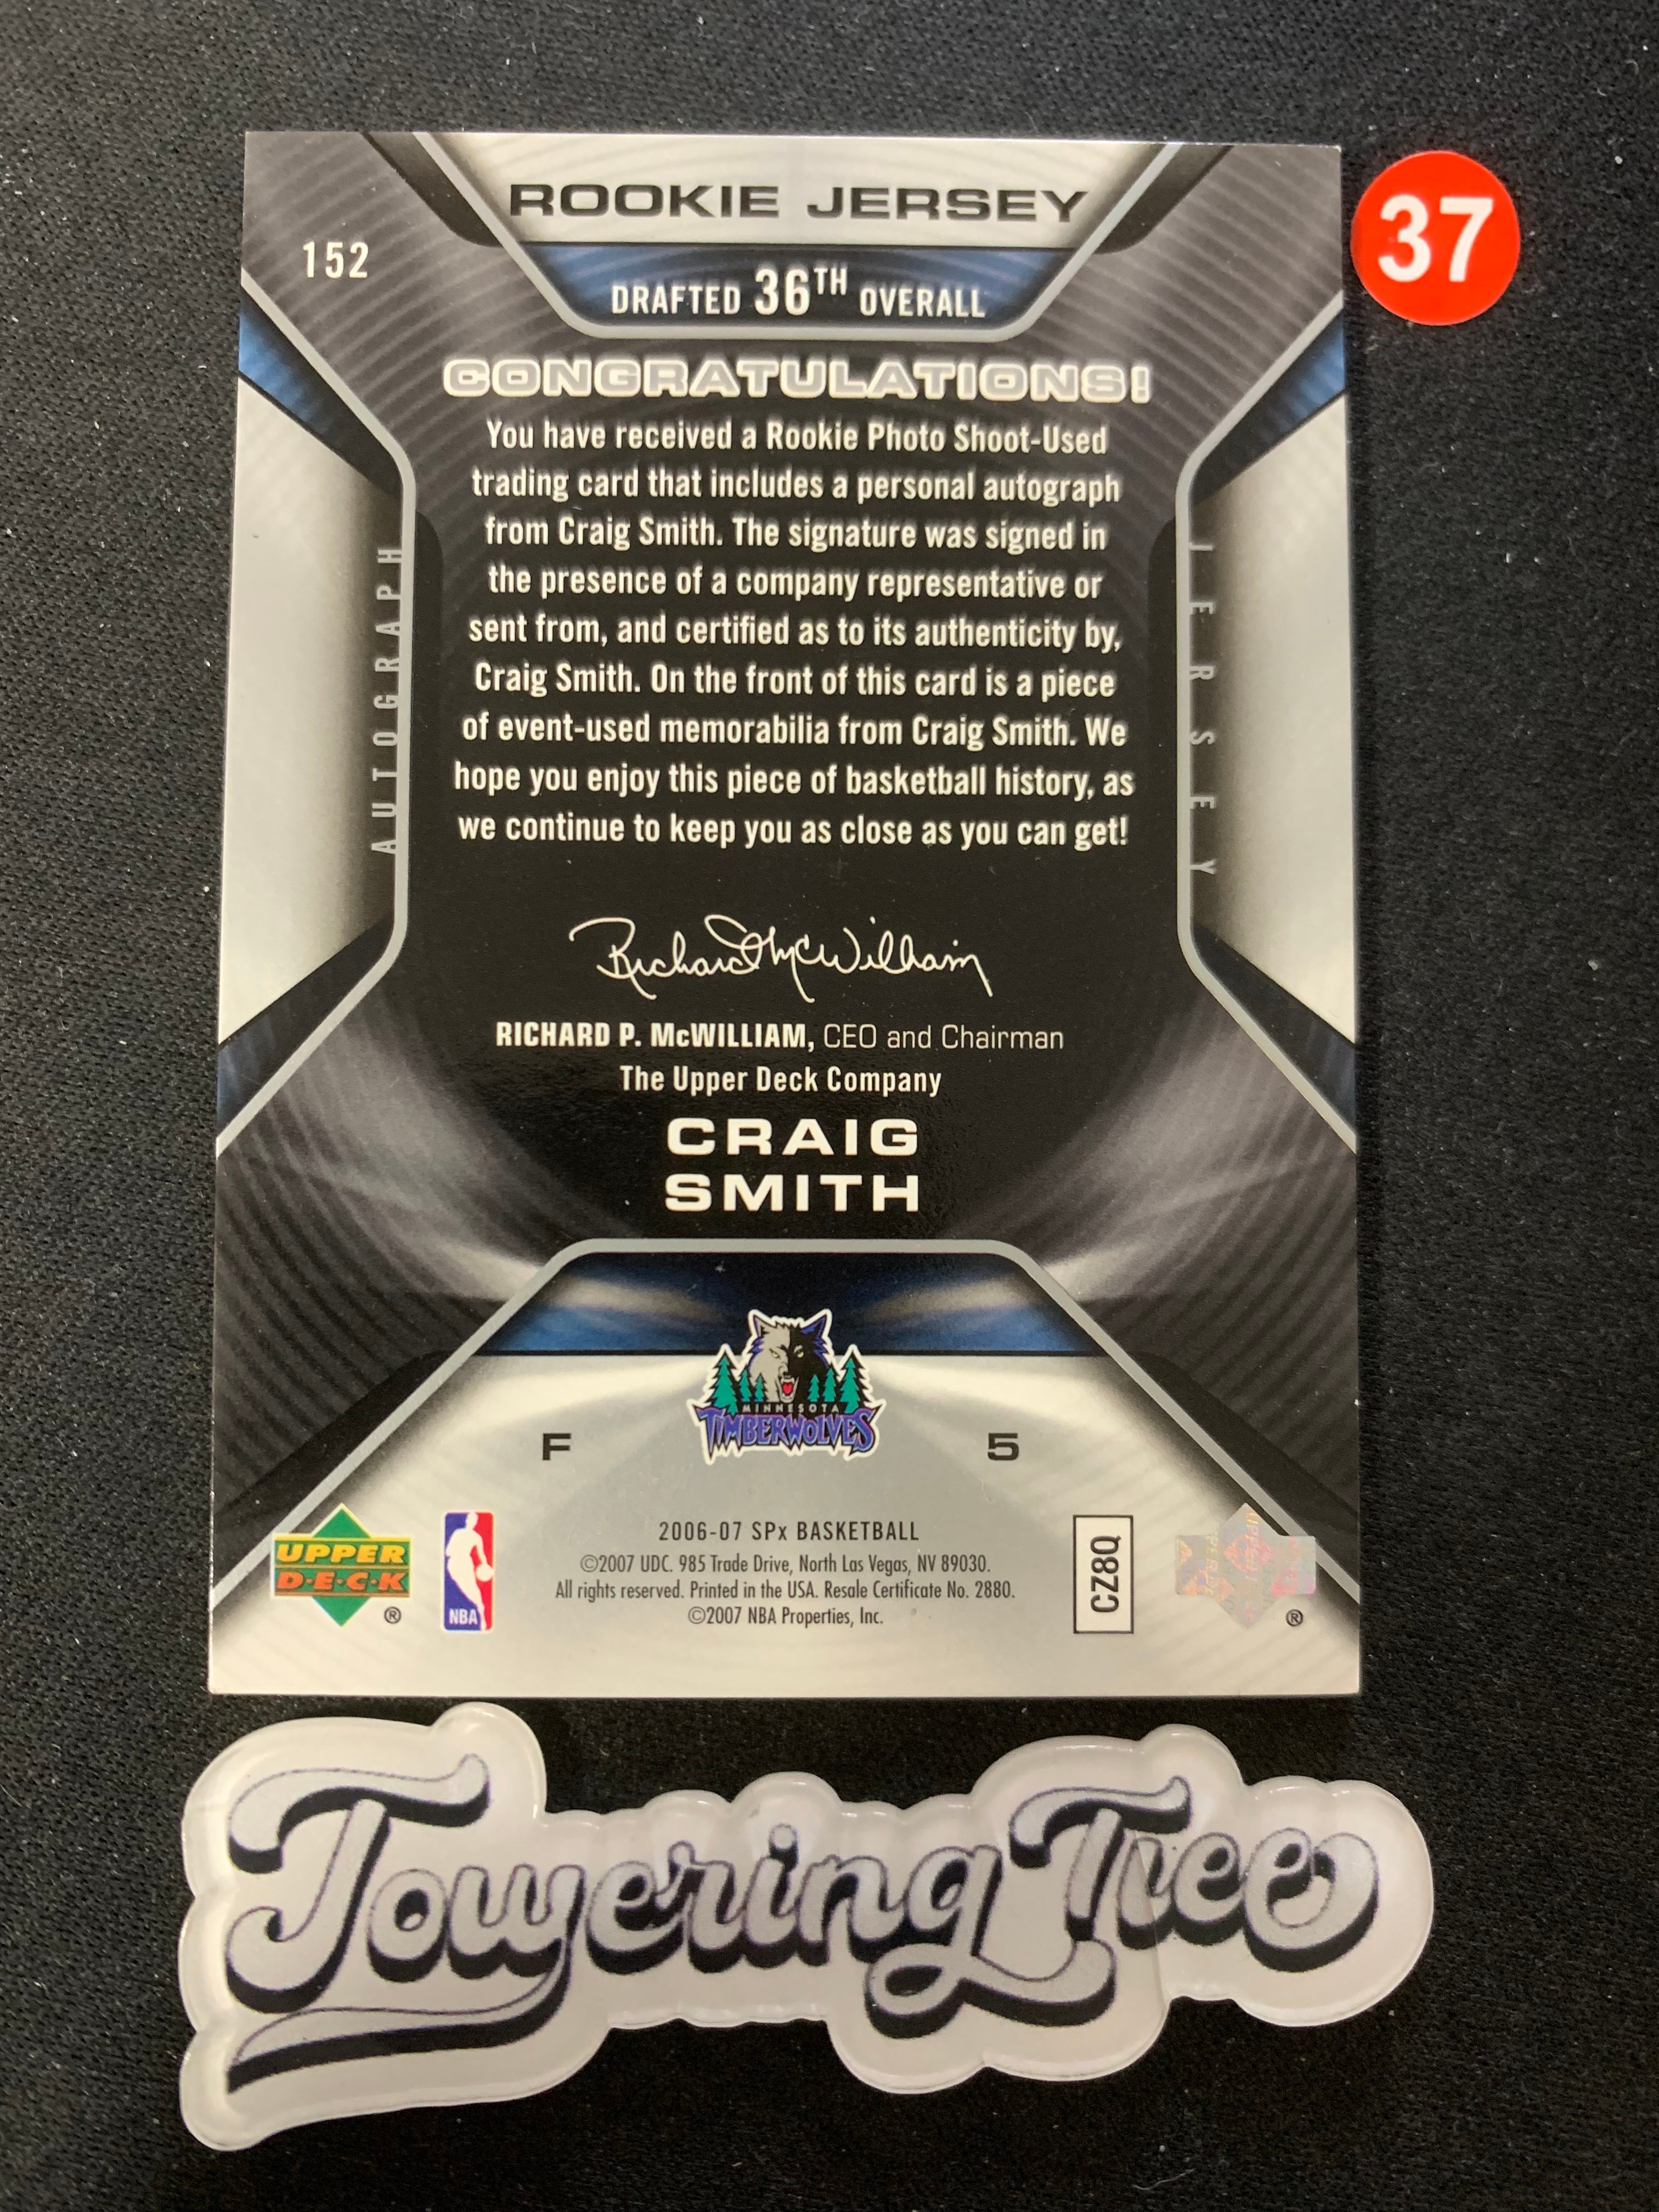 ROOKIE JERSEY
152
37
DRAFTED 36TH OVERALL
CONGRATULATIONS!
You have received a Rookie Photo Shoot-Used
trading card that includes a personal autograph
from Craig Smith. The signature was signed in
the presence of a company representative or
sent from, and certified as to its authenticity by,
Craig Smith. On the front of this card is a piece
of event-used memorabilia from Craig Smith. We
hope you enjoy this piece of basketball history, as
we continue to keep you as close as you can get!
AUTOGRAPH
JERSEY
Richard McWilliam
RICHARD P. McWILLIAM, CEO and Chairman
The Upper Deck Company
CRAIG
SMITH
MINNESOTA
TIMBERWOLVES
F
5
UPPER
D·E·C·K
®
NBA
2006-07 SPx BASKETBALL
©2007 UDC. 985 Trade Drive, North Las Vegas, NV 89030.
All rights reserved. Printed in the USA. Resale Certificate No. 2880.
©2007 NBA Properties, Inc.
CZ8Q
®
Towering Tree